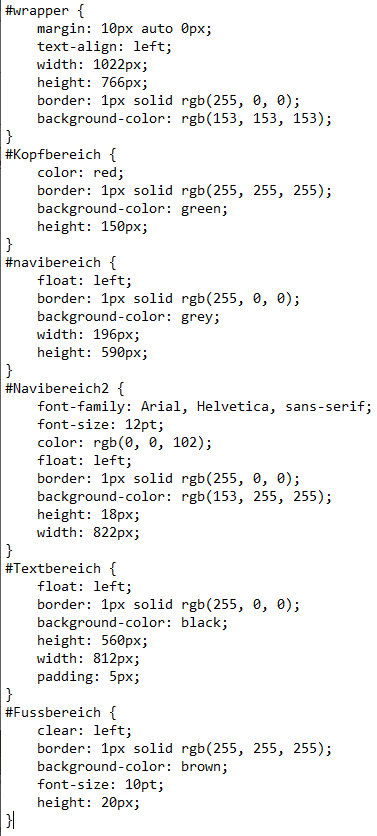 #wrapper {
    margin: 10px auto 0px;
    text-align: left;
    width: 1022px;
    height: 766px;
    border: 1px solid rgb(255, 0, 0);
    background-color: rgb(153, 153, 153);
}
#Kopfbereich {
    color: red;
    border: 1px solid rgb(255, 255, 255);
    background-color: green;
    height: 150px;
}
#navibereich {
    float: left;
    border: 1px solid rgb(255, 0, 0);
    background-color: grey;
    width: 196px;
    height: 590px;
}
#Navibereich2 {
    font-family: Arial, Helvetica, sans-serif;
    font-size: 12pt;
    color: rgb(0, 0, 102);
    float: left;
    border: 1px solid rgb(255, 0, 0);
    background-color: rgb(153, 255, 255);
    height: 18px;
    width: 822px;
}
#Textbereich {
    float: left;
    border: 1px solid rgb(255, 0, 0);
    background-color: black;
    height: 560px;
    width: 812px;
    padding: 5px;
}
#Fussbereich {
    clear: left;
    border: 1px solid rgb(255, 255, 255);
    background-color: brown;
    font-size: 10pt;
    height: 20px;
}